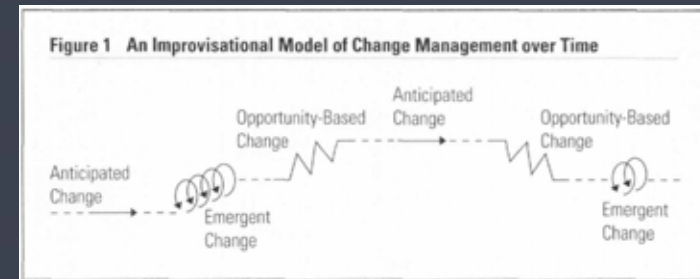 Figure 1 An Improvisational Model of Change Management over Time
Anticipated
Change
Emergent
Change
Opportunity-Based
Change
Anticipated
Change
Opportunity-Based
Change
Emergent
Change